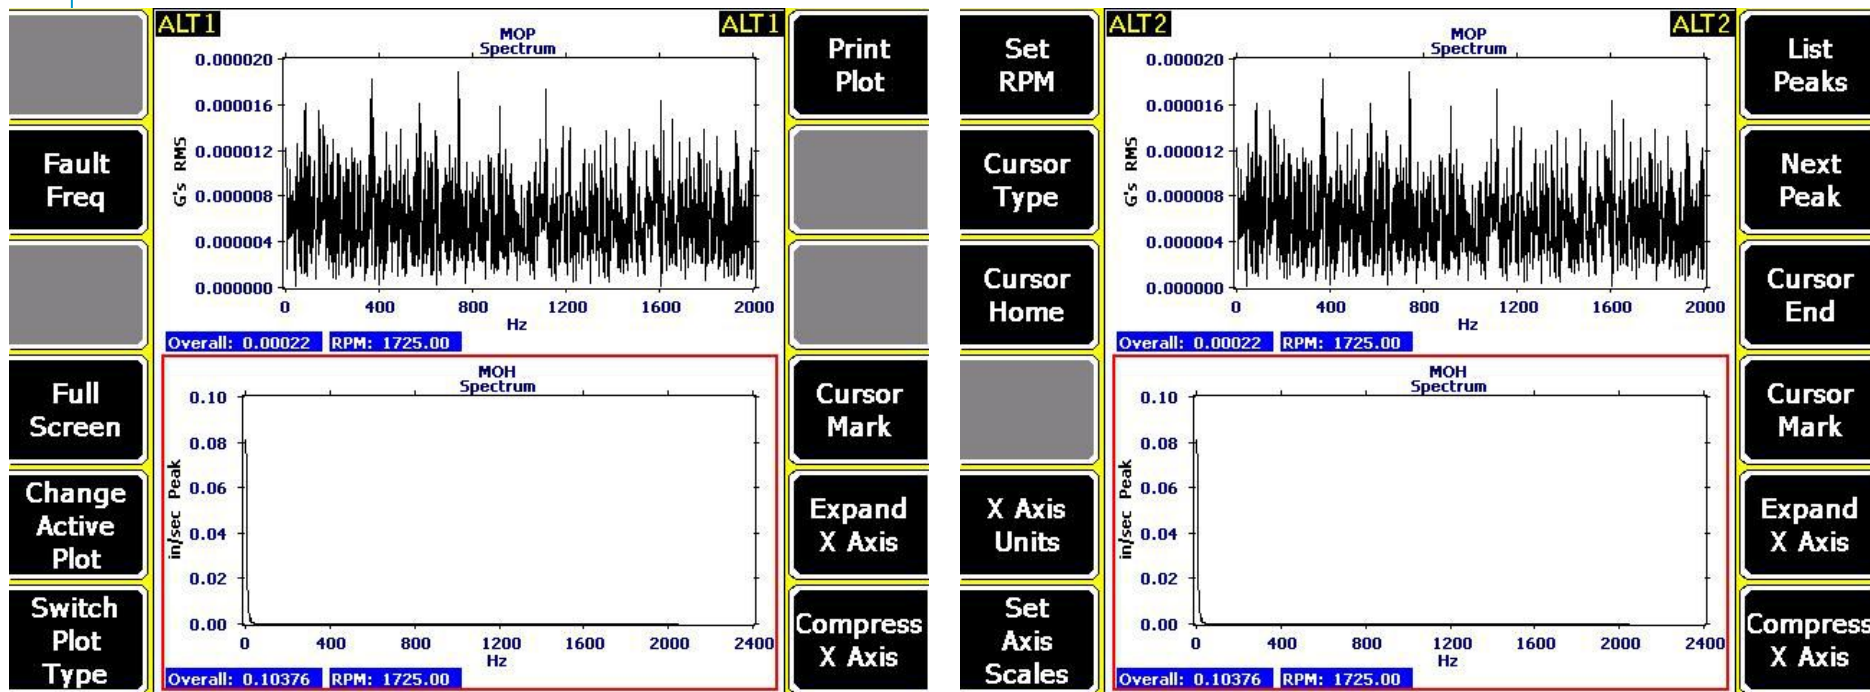 ALT1
ALT1
Fault
Freq
Full
Screen
Change
Active
Plot
Switch
Plot
Type
MOP
Spectrum
0.000020
0.000016
0.000012
0.000008
0.000004
0.000000
G's RMS
0 400 800 1200 1600 2000
Hz
Overall: 0.00022 RPM: 1725.00
MOH
Spectrum
0.10
0.08
0.06
0.04
0.02
0.00
in/sec Peak
0 400 800 1200 1600 2000 2400
Hz
Overall: 0.10376 RPM: 1725.00
Print
Plot
Cursor
Mark
Expand
X Axis
Compress
X Axis
ALT2
ALT2
Set
RPM
Cursor
Type
Cursor
Home
X Axis
Units
Set
Axis
Scales
MOP
Spectrum
0.000020
0.000016
0.000012
0.000008
0.000004
0.000000
G's RMS
0 400 800 1200 1600 2000
Hz
Overall: 0.00022 RPM: 1725.00
MOH
Spectrum
0.10
0.08
0.06
0.04
0.02
0.00
in/sec Peak
0 400 800 1200 1600 2000 2400
Hz
Overall: 0.10376 RPM: 1725.00
List
Peaks
Next
Peak
Cursor
End
Cursor
Mark
Expand
X Axis
Compress
X Axis